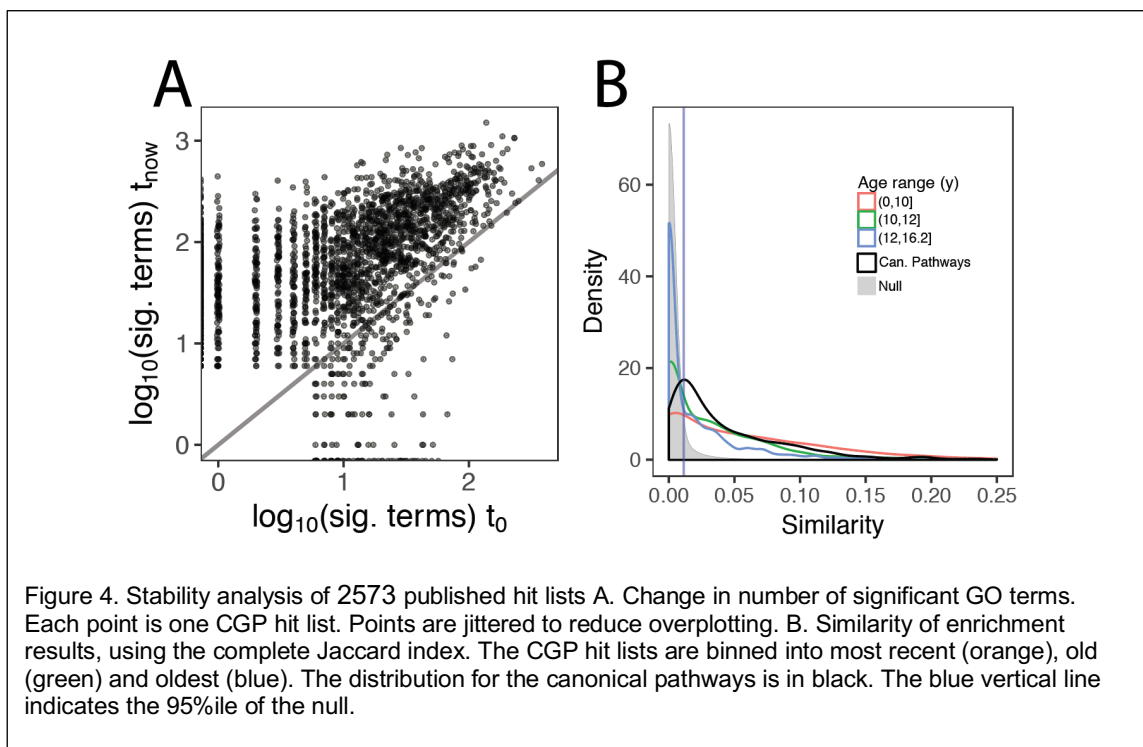 A
3
2
1
0
0
1
2
log10(sig. terms) tnow
log10(sig. terms) t0
B
60
40
20
0
0.00
0.05
0.10
0.15
0.20
0.25
Density
Similarity
Age range (y)
(0,10]
(10,12]
(12,16.2]
Can. Pathways
Null
Figure 4. Stability analysis of 2573 published hit lists A. Change in number of significant GO terms.
Each point is one CGP hit list. Points are jittered to reduce overplotting. B. Similarity of enrichment
results, using the complete Jaccard index. The CGP hit lists are binned into most recent (orange), old
(green) and oldest (blue). The distribution for the canonical pathways is in black. The blue vertical line
indicates the 95%ile of the null.